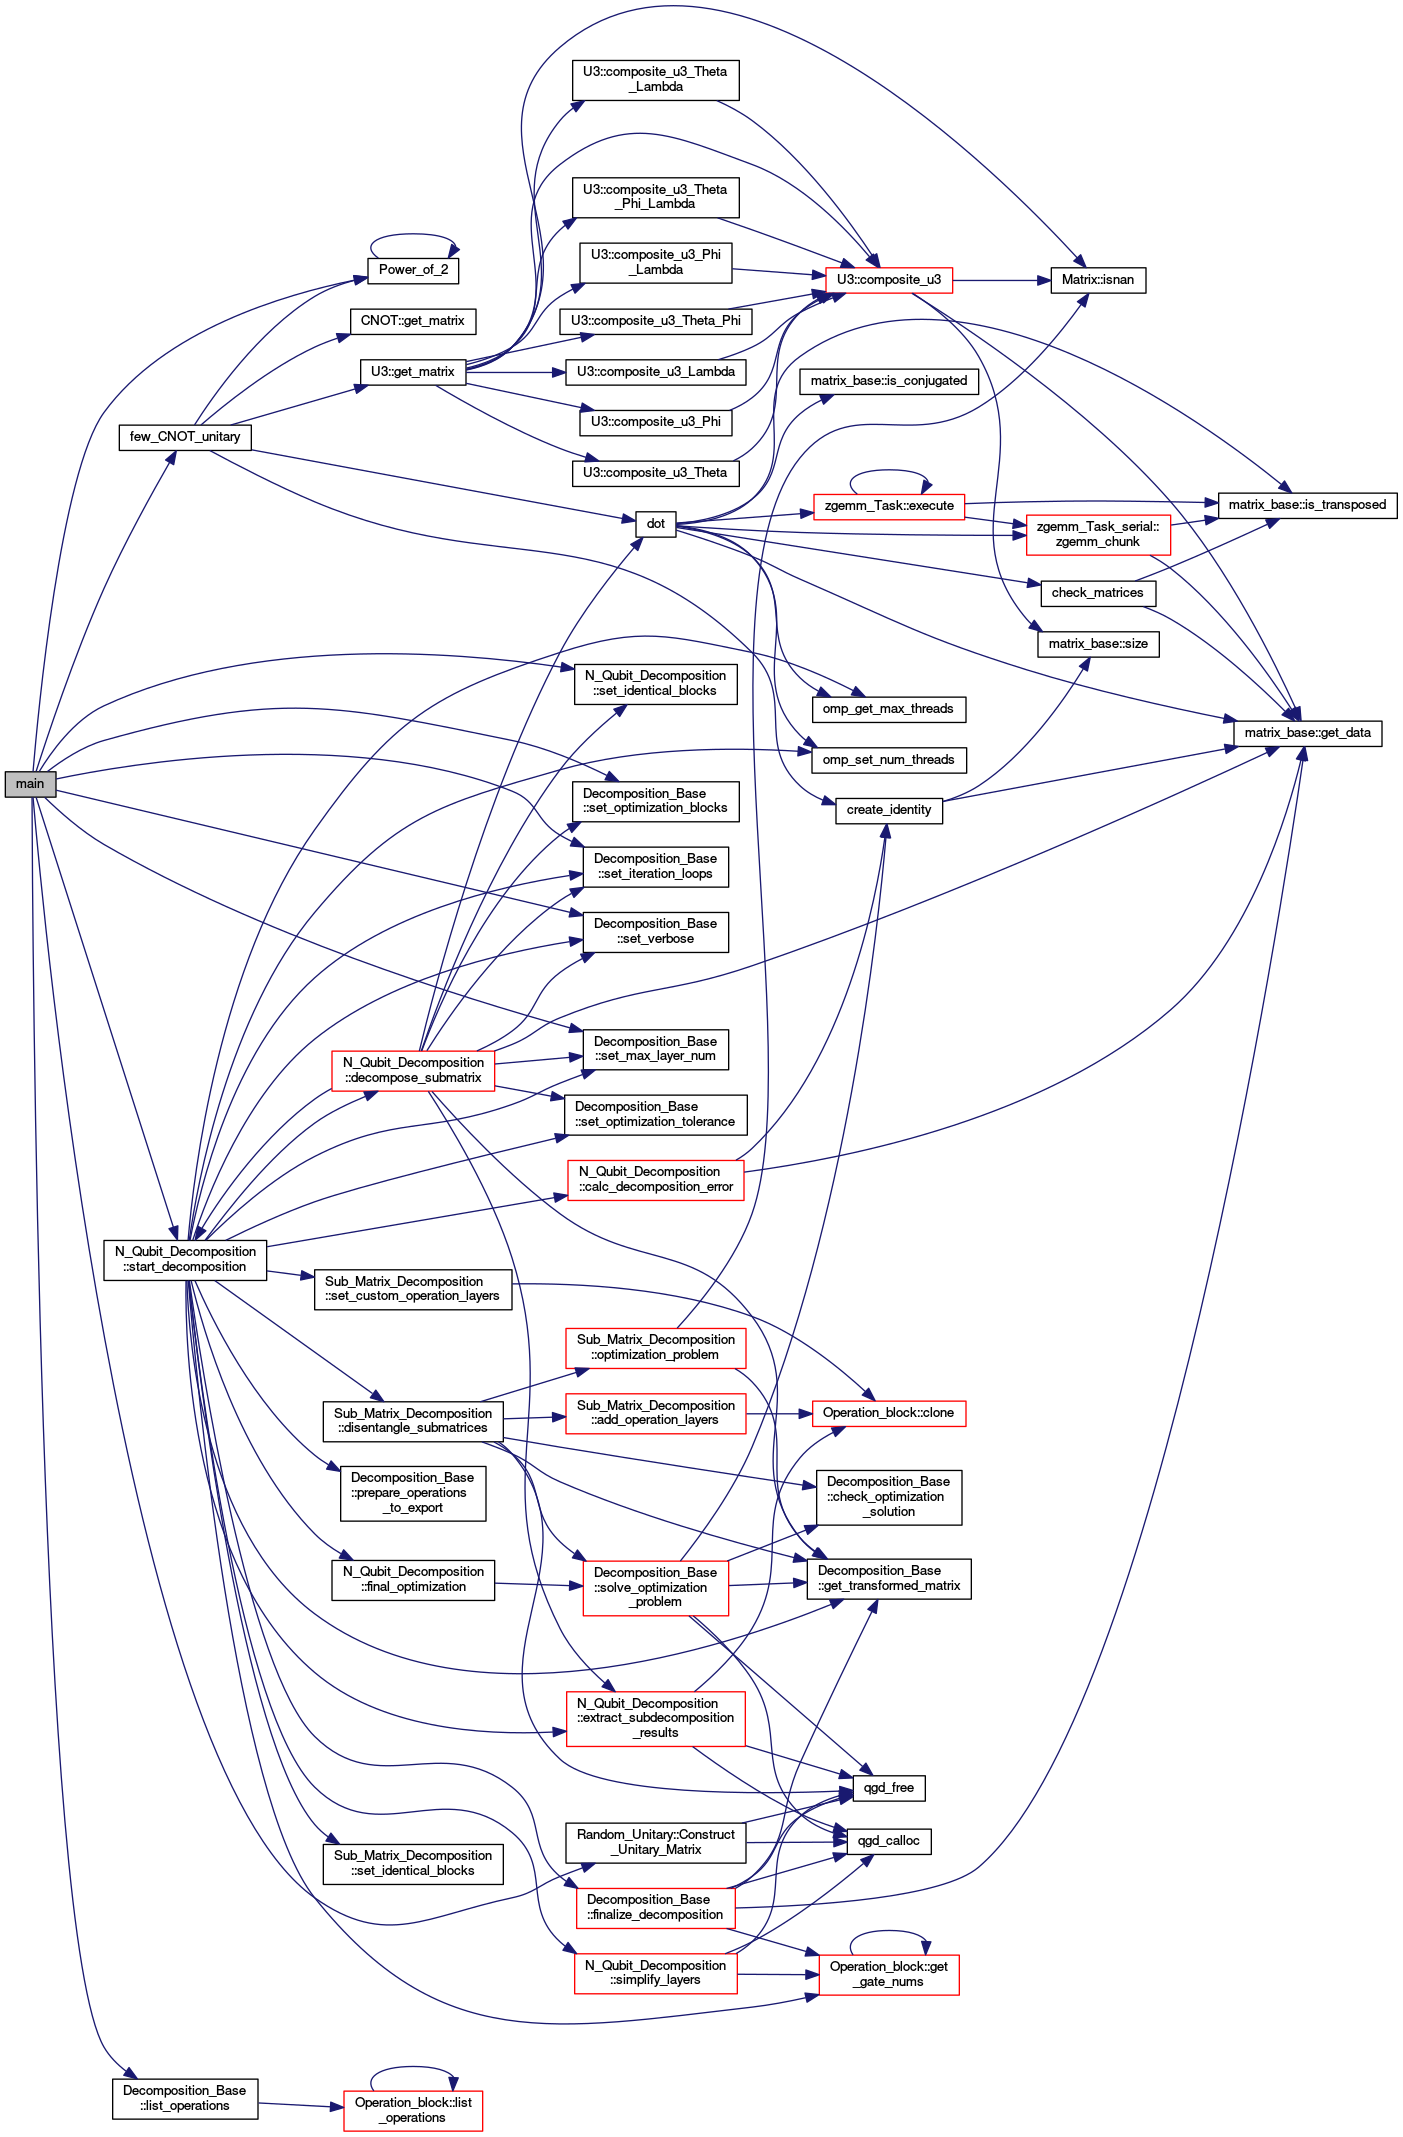 U3::composite_u3_Theta
_Lambda
U3::composite_u3_Theta
_Phi_Lambda
Power_of_2
U3::composite_u3_Phi
_Lambda
U3::composite_u3
Matrix::isnan
CNOT::get_matrix
U3::composite_u3_Theta_Phi
U3::get_matrix
U3::composite_u3_Lambda
matrix_base::is_conjugated
U3::composite_u3_Phi
few_CNOT_unitary
U3::composite_u3_Theta
zgemm_Task::execute
matrix_base::is_transposed
dot
zgemm_Task_serial::
zgemm_chunk
check_matrices
matrix_base::size
N_Qubit_Decomposition
::set_identical_blocks
omp_get_max_threads
matrix_base::get_data
omp_set_num_threads
main
Decomposition_Base
::set_optimization_blocks
create_identity
Decomposition_Base
::set_iteration_loops
Decomposition_Base
::set_verbose
Decomposition_Base
::set_max_layer_num
N_Qubit_Decomposition
::decompose_submatrix
Decomposition_Base
::set_optimization_tolerance
N_Qubit_Decomposition
::calc_decomposition_error
N_Qubit_Decomposition
::start_decomposition
Sub_Matrix_Decomposition
::set_custom_operation_layers
Sub_Matrix_Decomposition
::optimization_problem
Sub_Matrix_Decomposition
::disentangle_submatrices
Sub_Matrix_Decomposition
::add_operation_layers
Operation_block::clone
Decomposition_Base
::prepare_operations
_to_export
Decomposition_Base
::check_optimization
_solution
N_Qubit_Decomposition
::final_optimization
Decomposition_Base
::solve_optimization
_problem
Decomposition_Base
::get_transformed_matrix
N_Qubit_Decomposition
::extract_subdecomposition
_results
qgd_free
Random_Unitary::Construct
_Unitary_Matrix
qgd_calloc
Sub_Matrix_Decomposition
::set_identical_blocks
Decomposition_Base
::finalize_decomposition
N_Qubit_Decomposition
::simplify_layers
Operation_block::get
_gate_nums
Decomposition_Base
::list_operations
Operation_block::list
_operations